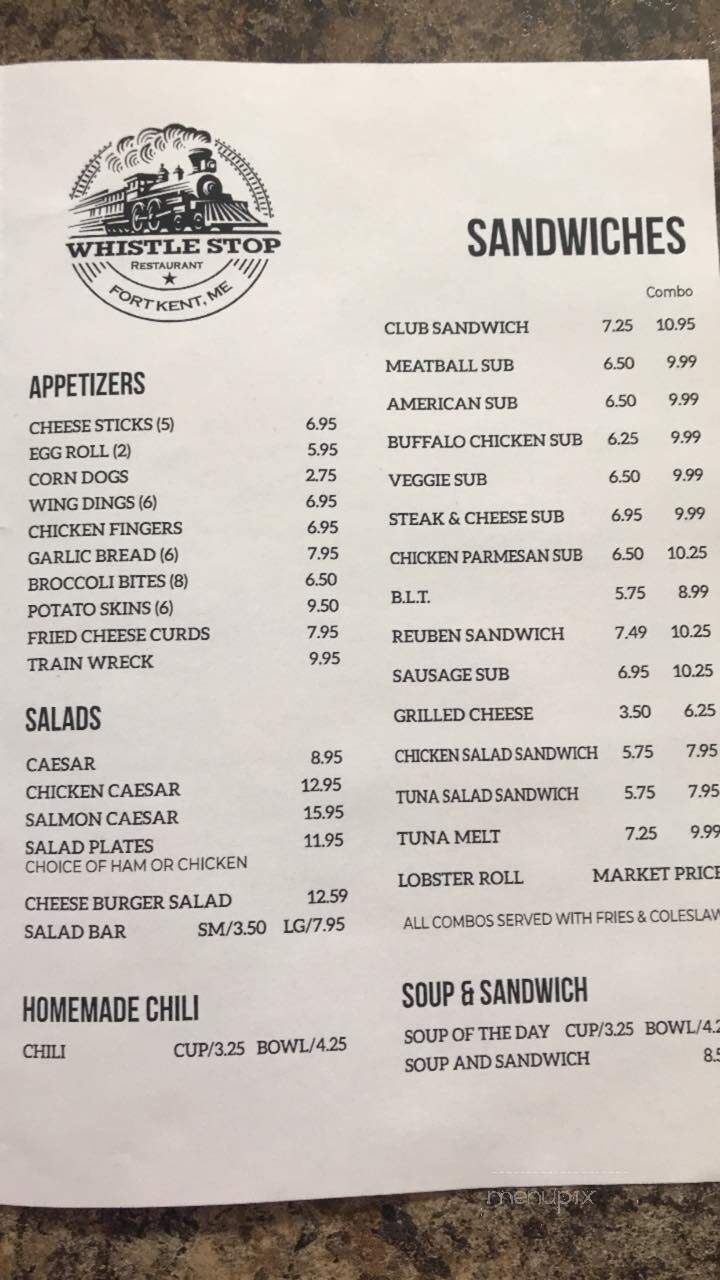 WHISTLE STOP
RESTAURANT
FORT KENT, ME
APPETIZERS
CHEESE STICKS (5) 6.95
EGG ROLL (2) 5.95
CORN DOGS 2.75
WING DINGS (6) 6.95
CHICKEN FINGERS 6.95
GARLIC BREAD (6) 7.95
BROCCOLI BITES (8) 6.50
POTATO SKINS (6) 9.50
FRIED CHEESE CURDS 7.95
TRAIN WRECK 9.95
SALADS
CAESAR 8.95
CHICKEN CAESAR 12.95
SALMON CAESAR 15.95
SALAD PLATES 11.95
CHOICE OF HAM OR CHICKEN
CHEESE BURGER SALAD 12.59
SALAD BAR SM/3.50 LG/7.95
HOMEMADE CHILI
CHILI CUP/3.25 BOWL/4.25
SANDWICHES
Combo
CLUB SANDWICH 7.25 10.95
MEATBALL SUB 6.50 9.99
AMERICAN SUB 6.50 9.99
BUFFALO CHICKEN SUB 6.25 9.99
VEGGIE SUB 6.50 9.99
STEAK & CHEESE SUB 6.95 9.99
CHICKEN PARMESAN SUB 6.50 10.25
B.L.T. 5.75 8.99
REUBEN SANDWICH 7.49 10.25
SAUSAGE SUB 6.95 10.25
GRILLED CHEESE 3.50 6.25
CHICKEN SALAD SANDWICH 5.75 7.95
TUNA SALAD SANDWICH 5.75 7.95
TUNA MELT 7.25 9.99
LOBSTER ROLL MARKET PRICE
ALL COMBOS SERVED WITH FRIES & COLESLAW
SOUP & SANDWICH
SOUP OF THE DAY CUP/3.25 BOWL/4.2
SOUP AND SANDWICH 8.5
menupix